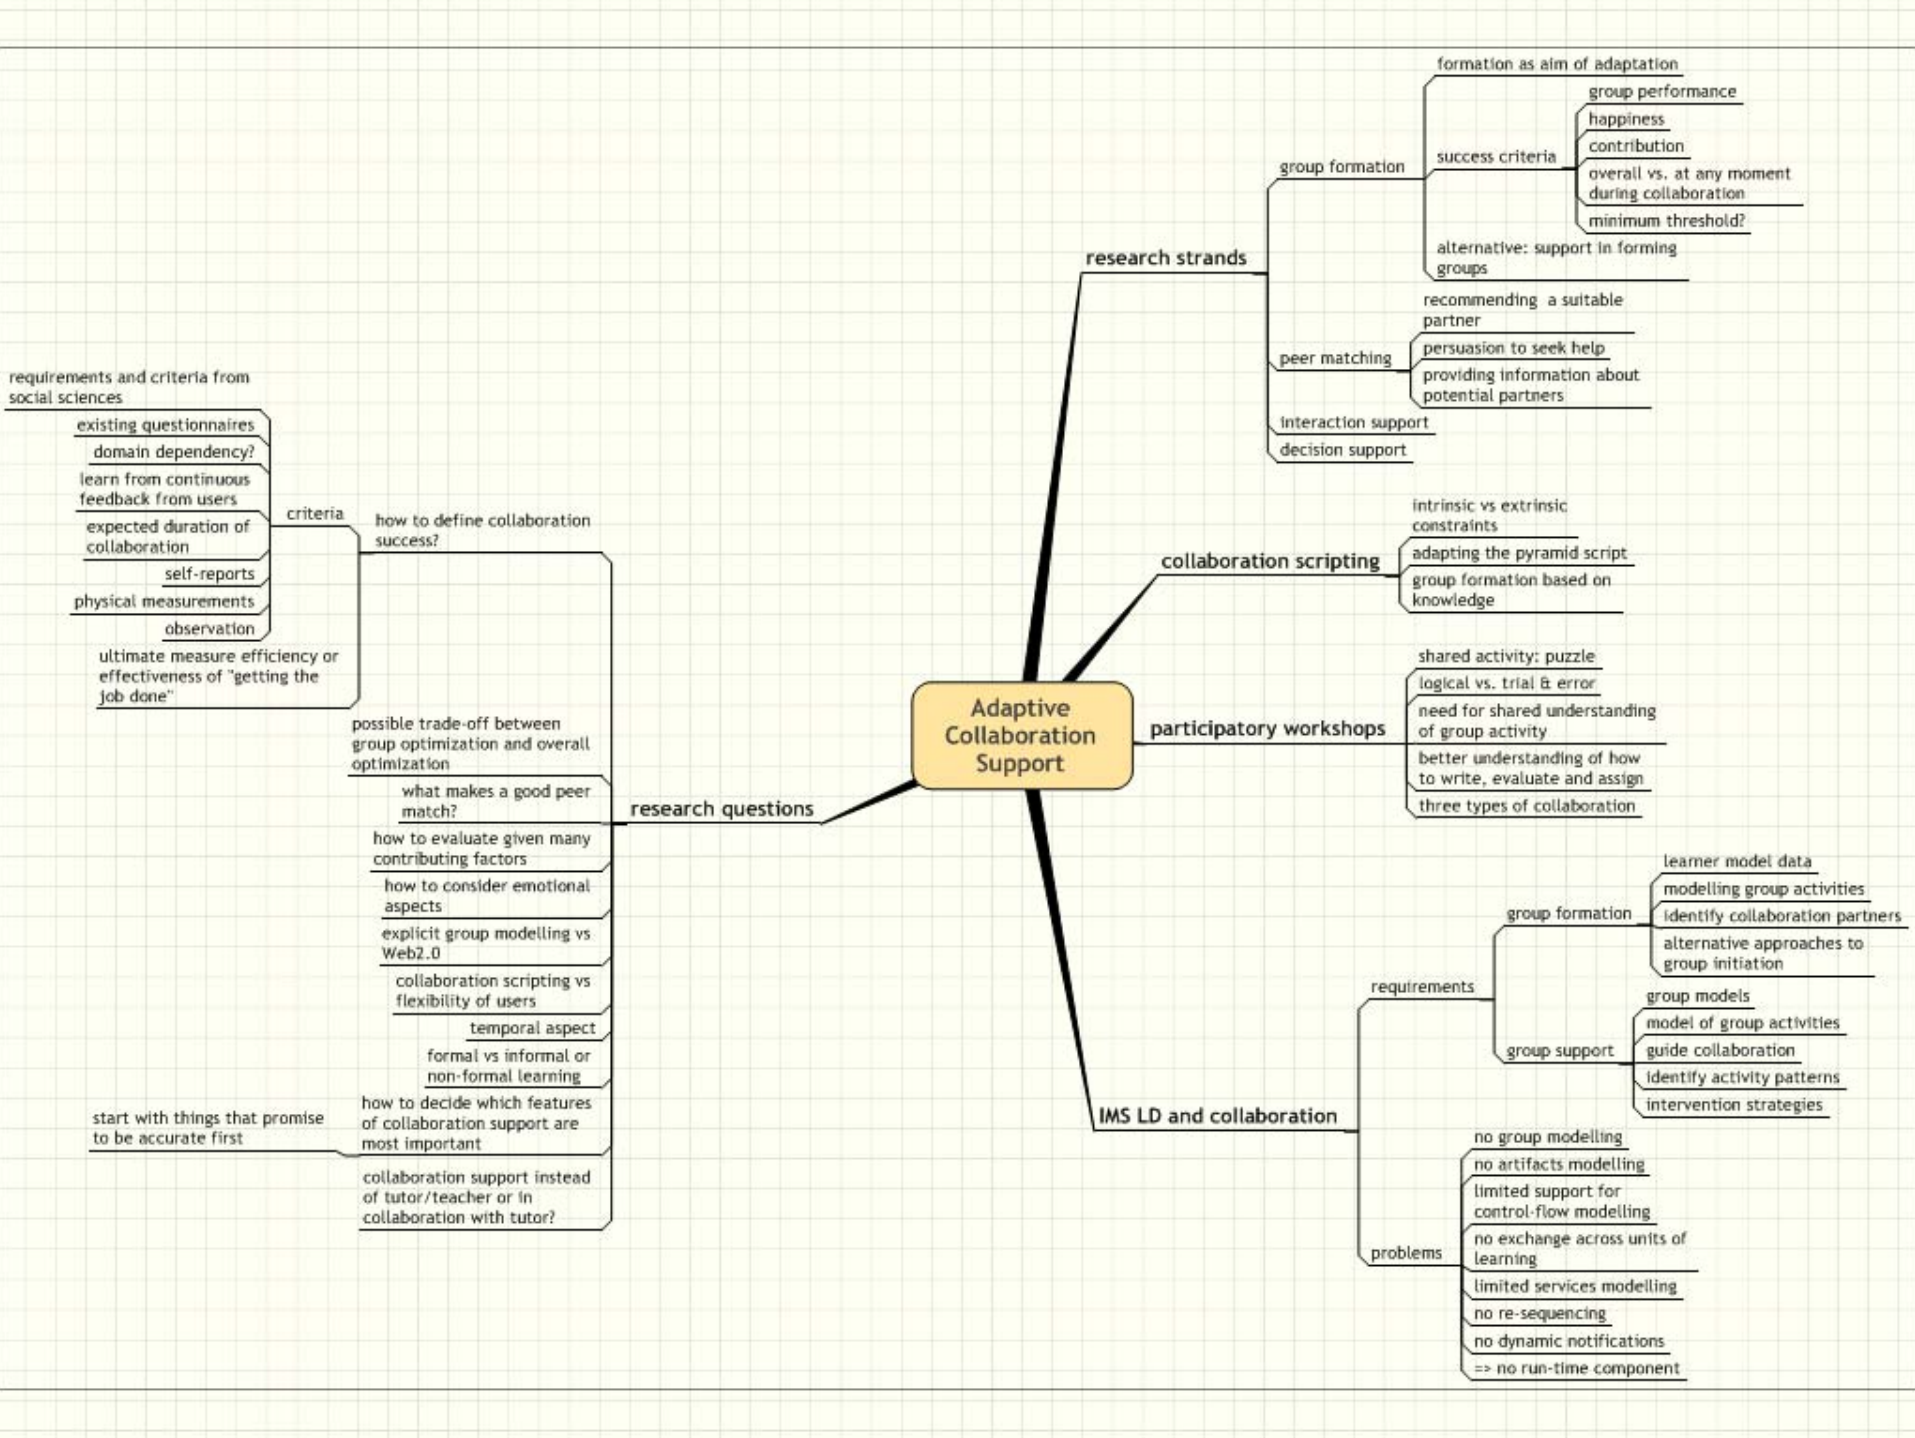 Adaptive
Collaboration
Support
research strands
group formation
formation as aim of adaptation
success criteria
group performance
happiness
contribution
overall vs. at any moment
during collaboration
minimum threshold?
alternative: support in forming
groups
peer matching
recommending a suitable
partner
persuasion to seek help
providing information about
potential partners
interaction support
decision support
collaboration scripting
intrinsic vs extrinsic
constraints
adapting the pyramid script
group formation based on
knowledge
participatory workshops
shared activity: puzzle
logical vs. trial & error
need for shared understanding
of group activity
better understanding of how
to write, evaluate and assign
three types of collaboration
IMS LD and collaboration
requirements
group formation
learner model data
modelling group activities
identify collaboration partners
alternative approaches to
group initiation
group support
group models
model of group activities
guide collaboration
identify activity patterns
intervention strategies
problems
no group modelling
no artifacts modelling
limited support for
control-flow modelling
no exchange across units of
learning
limited services modelling
no re-sequencing
no dynamic notifications
=> no run-time component
research questions
how to define collaboration
success?
criteria
requirements and criteria from
social sciences
existing questionnaires
domain dependency?
learn from continuous
feedback from users
expected duration of
collaboration
self-reports
physical measurements
observation
ultimate measure efficiency or
effectiveness of "getting the
job done"
possible trade-off between
group optimization and overall
optimization
what makes a good peer
match?
how to evaluate given many
contributing factors
how to consider emotional
aspects
explicit group modelling vs
Web2.0
collaboration scripting vs
flexibility of users
temporal aspect
formal vs informal or
non-formal learning
how to decide which features
of collaboration support are
most important
start with things that promise
to be accurate first
collaboration support instead
of tutor/teacher or in
collaboration with tutor?